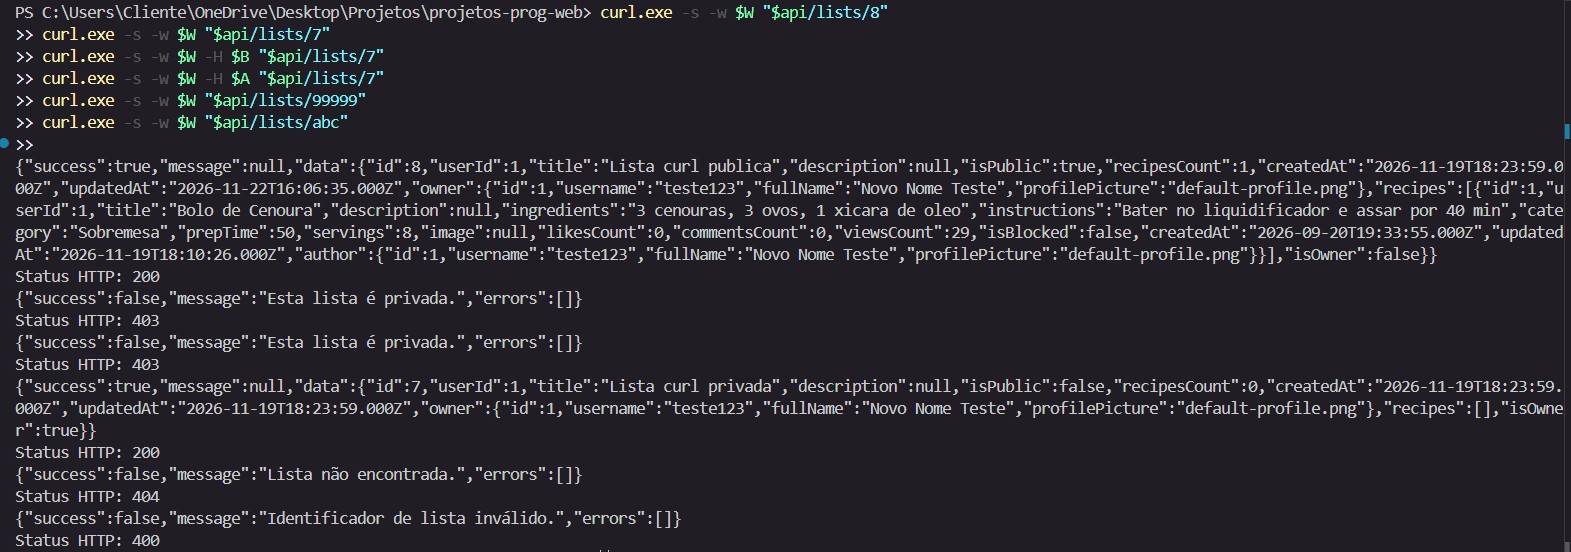 PS C:\Users\Cliente\OneDrive\Desktop\Projetos\projetos-prog-web> curl.exe -s -w $W "$api/lists/8"
>> curl.exe -s -w $W "$api/lists/7"
>> curl.exe -s -w $W -H $B "$api/lists/7"
>> curl.exe -s -w $W -H $A "$api/lists/7"
>> curl.exe -s -w $W "$api/lists/99999"
>> curl.exe -s -w $W "$api/lists/abc"
>>
{"success":true,"message":null,"data":{"id":8,"userId":1,"title":"Lista curl publica","description":null,"isPublic":true,"recipesCount":1,"createdAt":"2026-11-19T18:23:59.0
00Z","updatedAt":"2026-11-22T16:06:35.000Z","owner":{"id":1,"username":"teste123","fullName":"Novo Nome Teste","profilePicture":"default-profile.png"},"recipes":[{"id":1,"u
serId":1,"title":"Bolo de Cenoura","description":null,"ingredients":"3 cenouras, 3 ovos, 1 xicara de oleo","instructions":"Bater no liquidificador e assar por 40 min","cate
gory":"Sobremesa","prepTime":50,"servings":8,"image":null,"likesCount":0,"commentsCount":0,"viewsCount":29,"isBlocked":false,"createdAt":"2026-09-20T19:33:55.000Z","updated
At":"2026-11-19T18:10:26.000Z","author":{"id":1,"username":"teste123","fullName":"Novo Nome Teste","profilePicture":"default-profile.png"}}],"isOwner":false}}
Status HTTP: 200
{"success":false,"message":"Esta lista é privada.","errors":[]}
Status HTTP: 403
{"success":false,"message":"Esta lista é privada.","errors":[]}
Status HTTP: 403
{"success":true,"message":null,"data":{"id":7,"userId":1,"title":"Lista curl privada","description":null,"isPublic":false,"recipesCount":0,"createdAt":"2026-11-19T18:23:59.
000Z","updatedAt":"2026-11-19T18:23:59.000Z","owner":{"id":1,"username":"teste123","fullName":"Novo Nome Teste","profilePicture":"default-profile.png"},"recipes":[],"isOwne
r":true}}
Status HTTP: 200
{"success":false,"message":"Lista não encontrada.","errors":[]}
Status HTTP: 404
{"success":false,"message":"Identificador de lista inválido.","errors":[]}
Status HTTP: 400